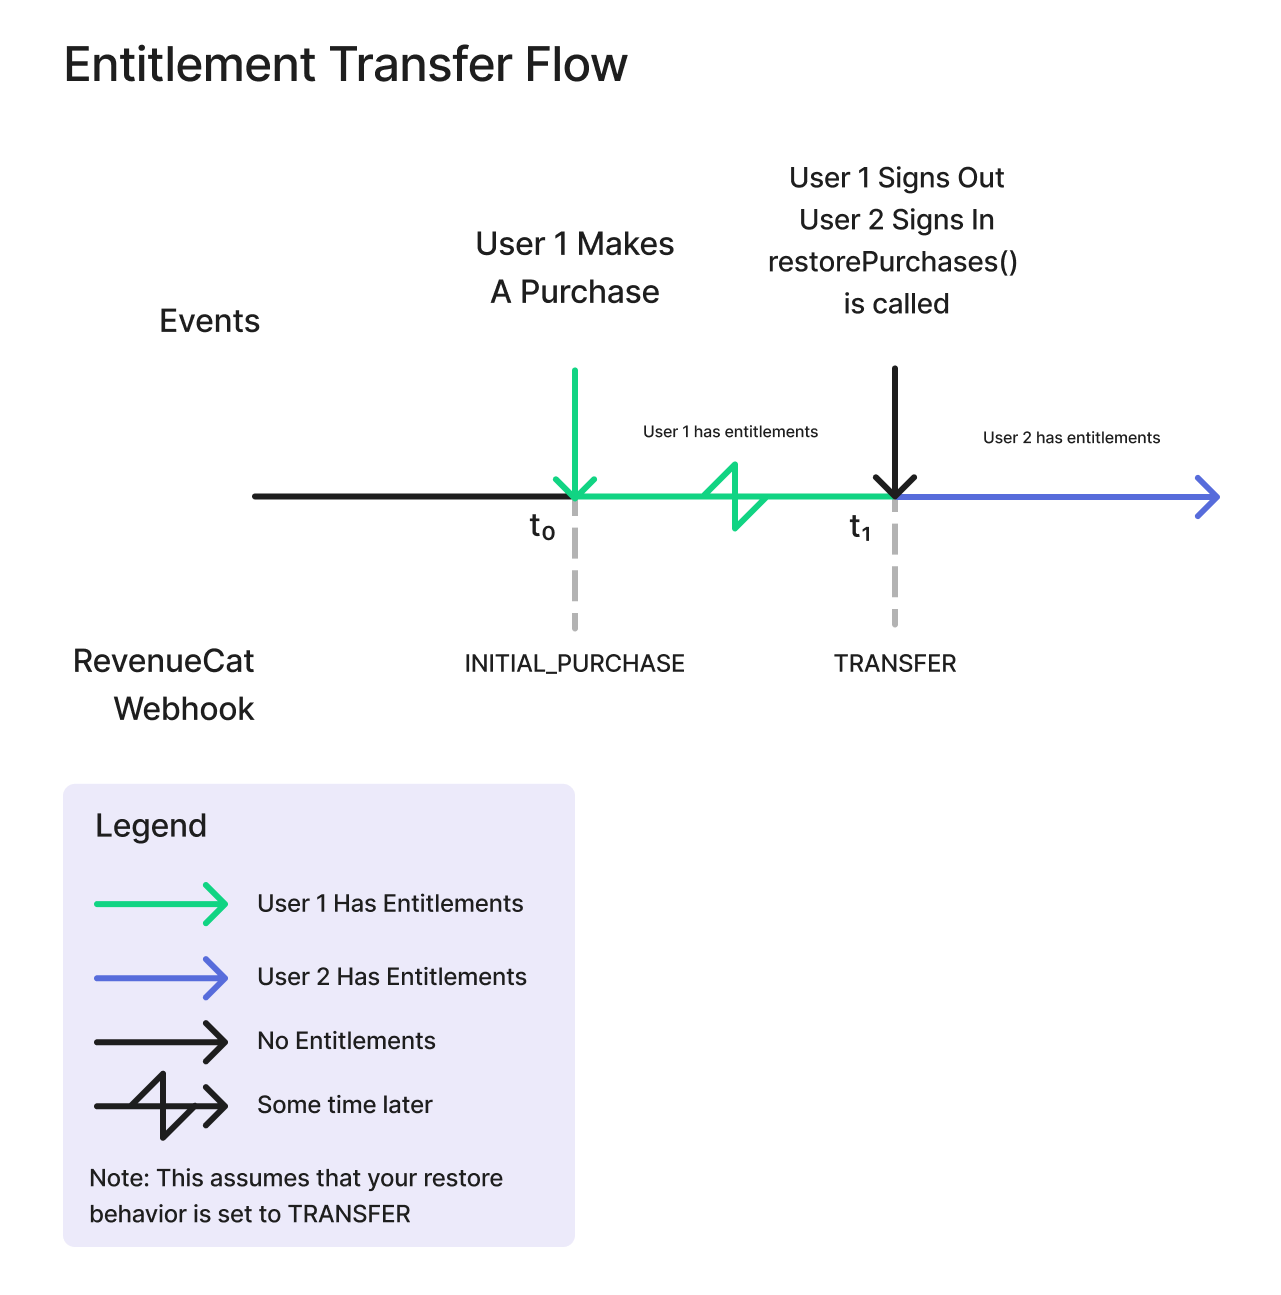 Entitlement Transfer Flow
User 1 Signs Out
User 2 Signs In
restorePurchases()
is called
User 1 Makes
A Purchase
Events
User 1 has entitlements
User 2 has entitlements
t₀
t₁
RevenueCat
Webhook
INITIAL_PURCHASE
TRANSFER
Legend
User 1 Has Entitlements
User 2 Has Entitlements
No Entitlements
Some time later
Note: This assumes that your restore
behavior is set to TRANSFER